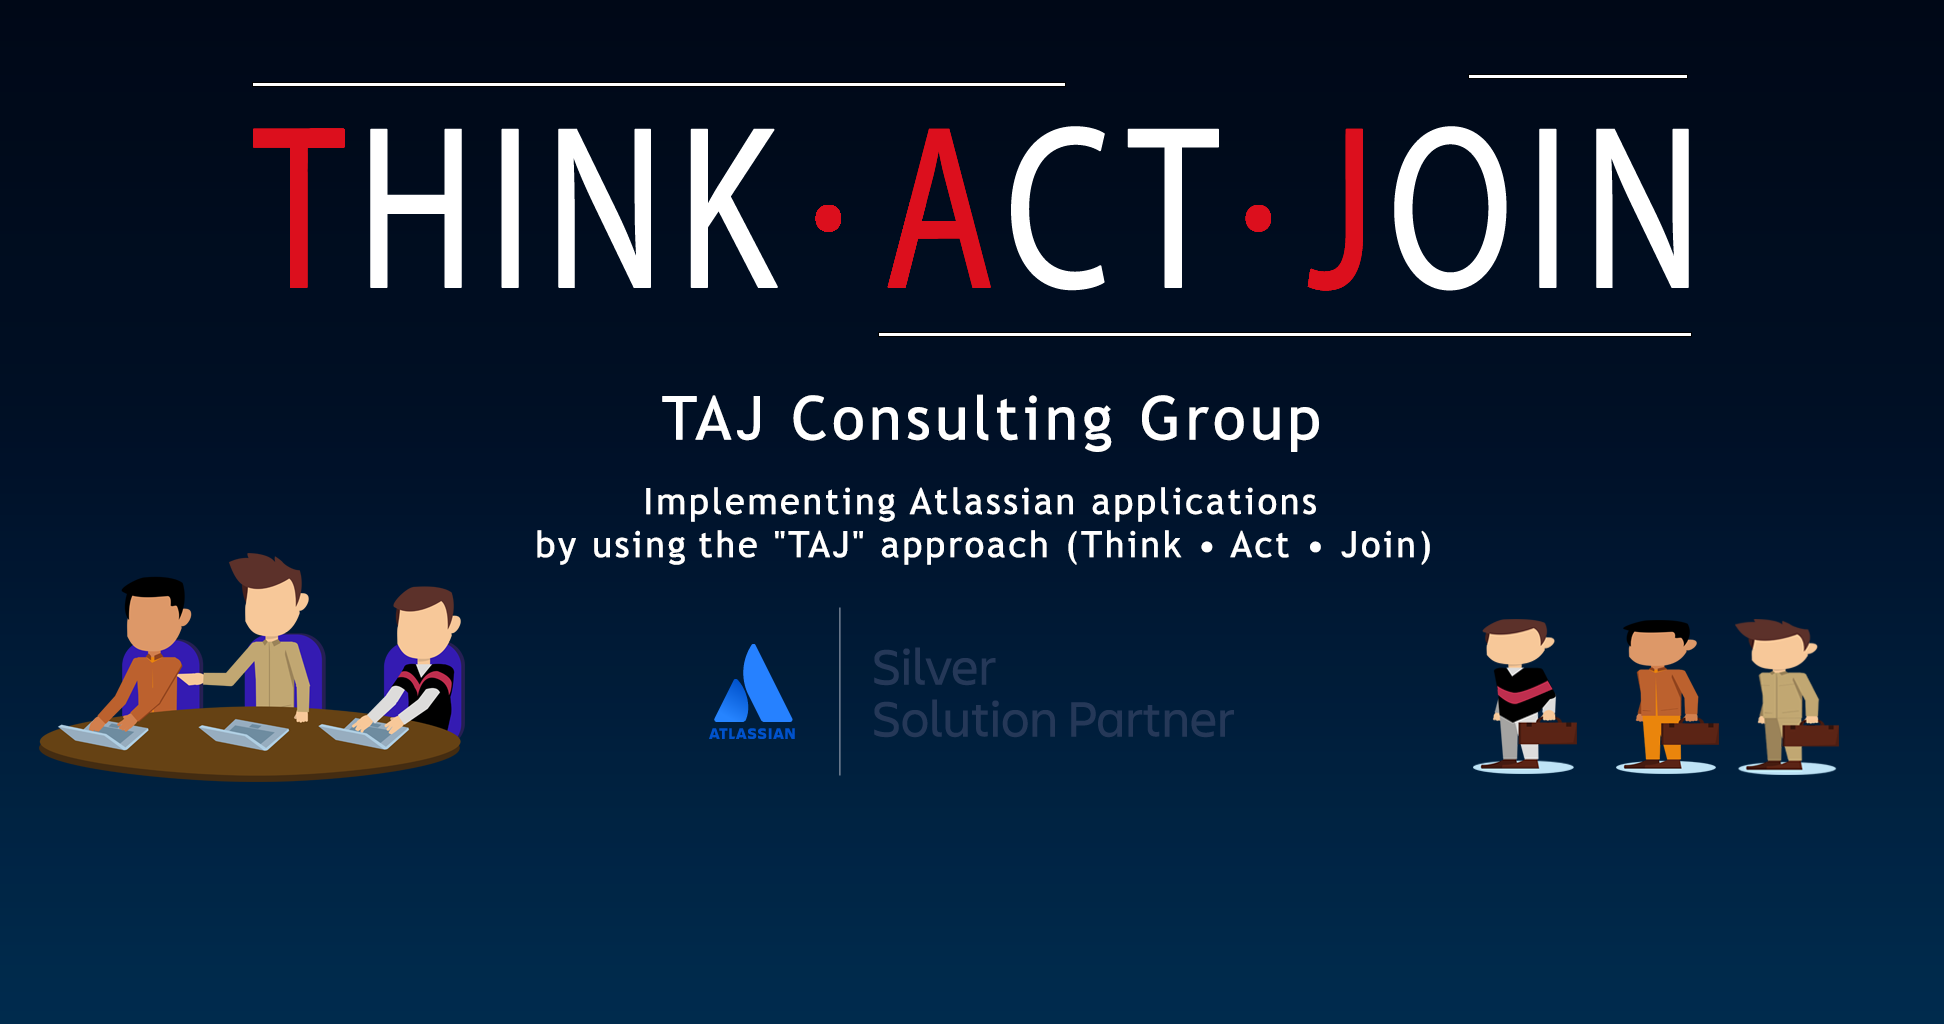 THINK • ACT • JOIN
TAJ Consulting Group
Implementing Atlassian applications
by using the "TAJ" approach (Think • Act • Join)
ATLASSIAN
Silver
Solution Partner